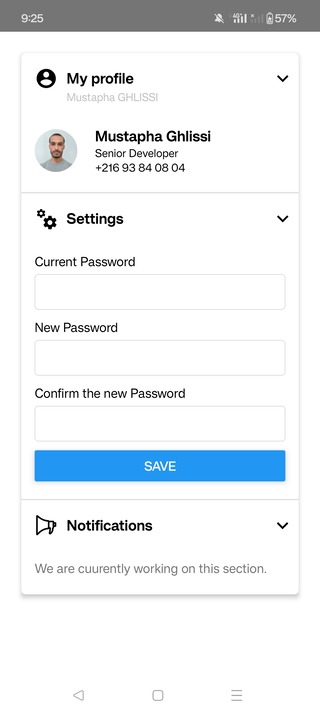 9:25
57%
My profile
Mustapha GHLISSI
Mustapha Ghlissi
Senior Developer
+216 93 84 08 04
Settings
Current Password
New Password
Confirm the new Password
SAVE
Notifications
We are cuurently working on this section.